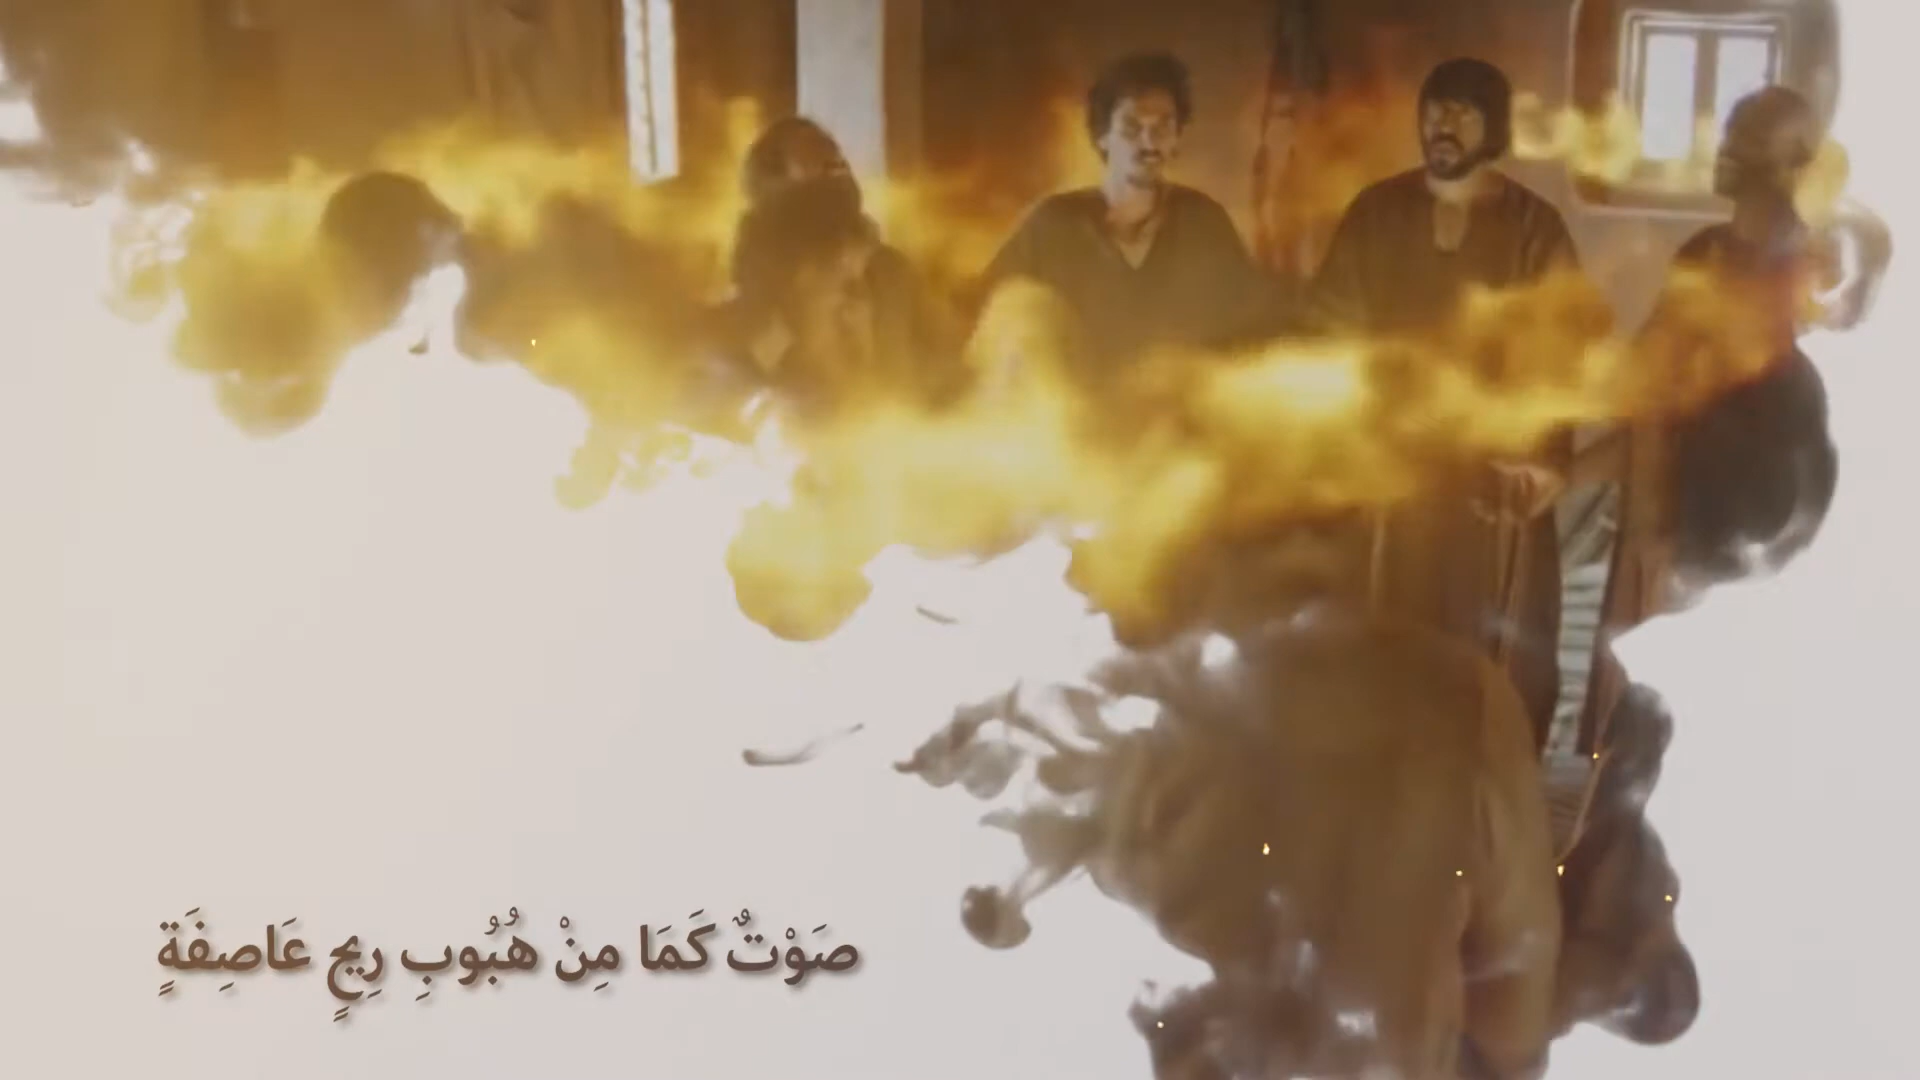 صَوْتٌ كَمَا مِنْ هُبُوبِ رِيحٍ عَاصِفَةٍ